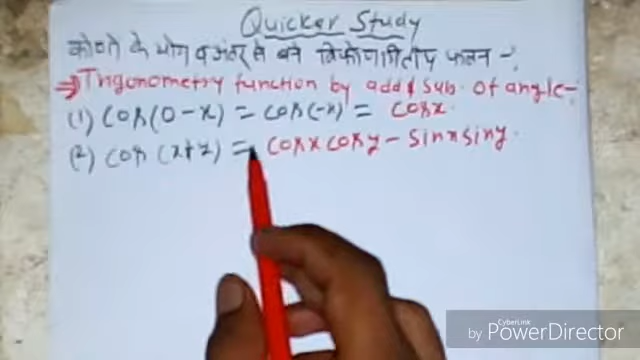 Quicker Study
कोणों के योग व अंतर से बने त्रिकोणमितीय फलन -:
⇒ Trigonometry function by add & sub. of angle-
(1) cos(0-x) = cos(-x) = cosx.
(2) cos (x+y) = cosx cosy - sinx siny.
CyberLink
by PowerDirector